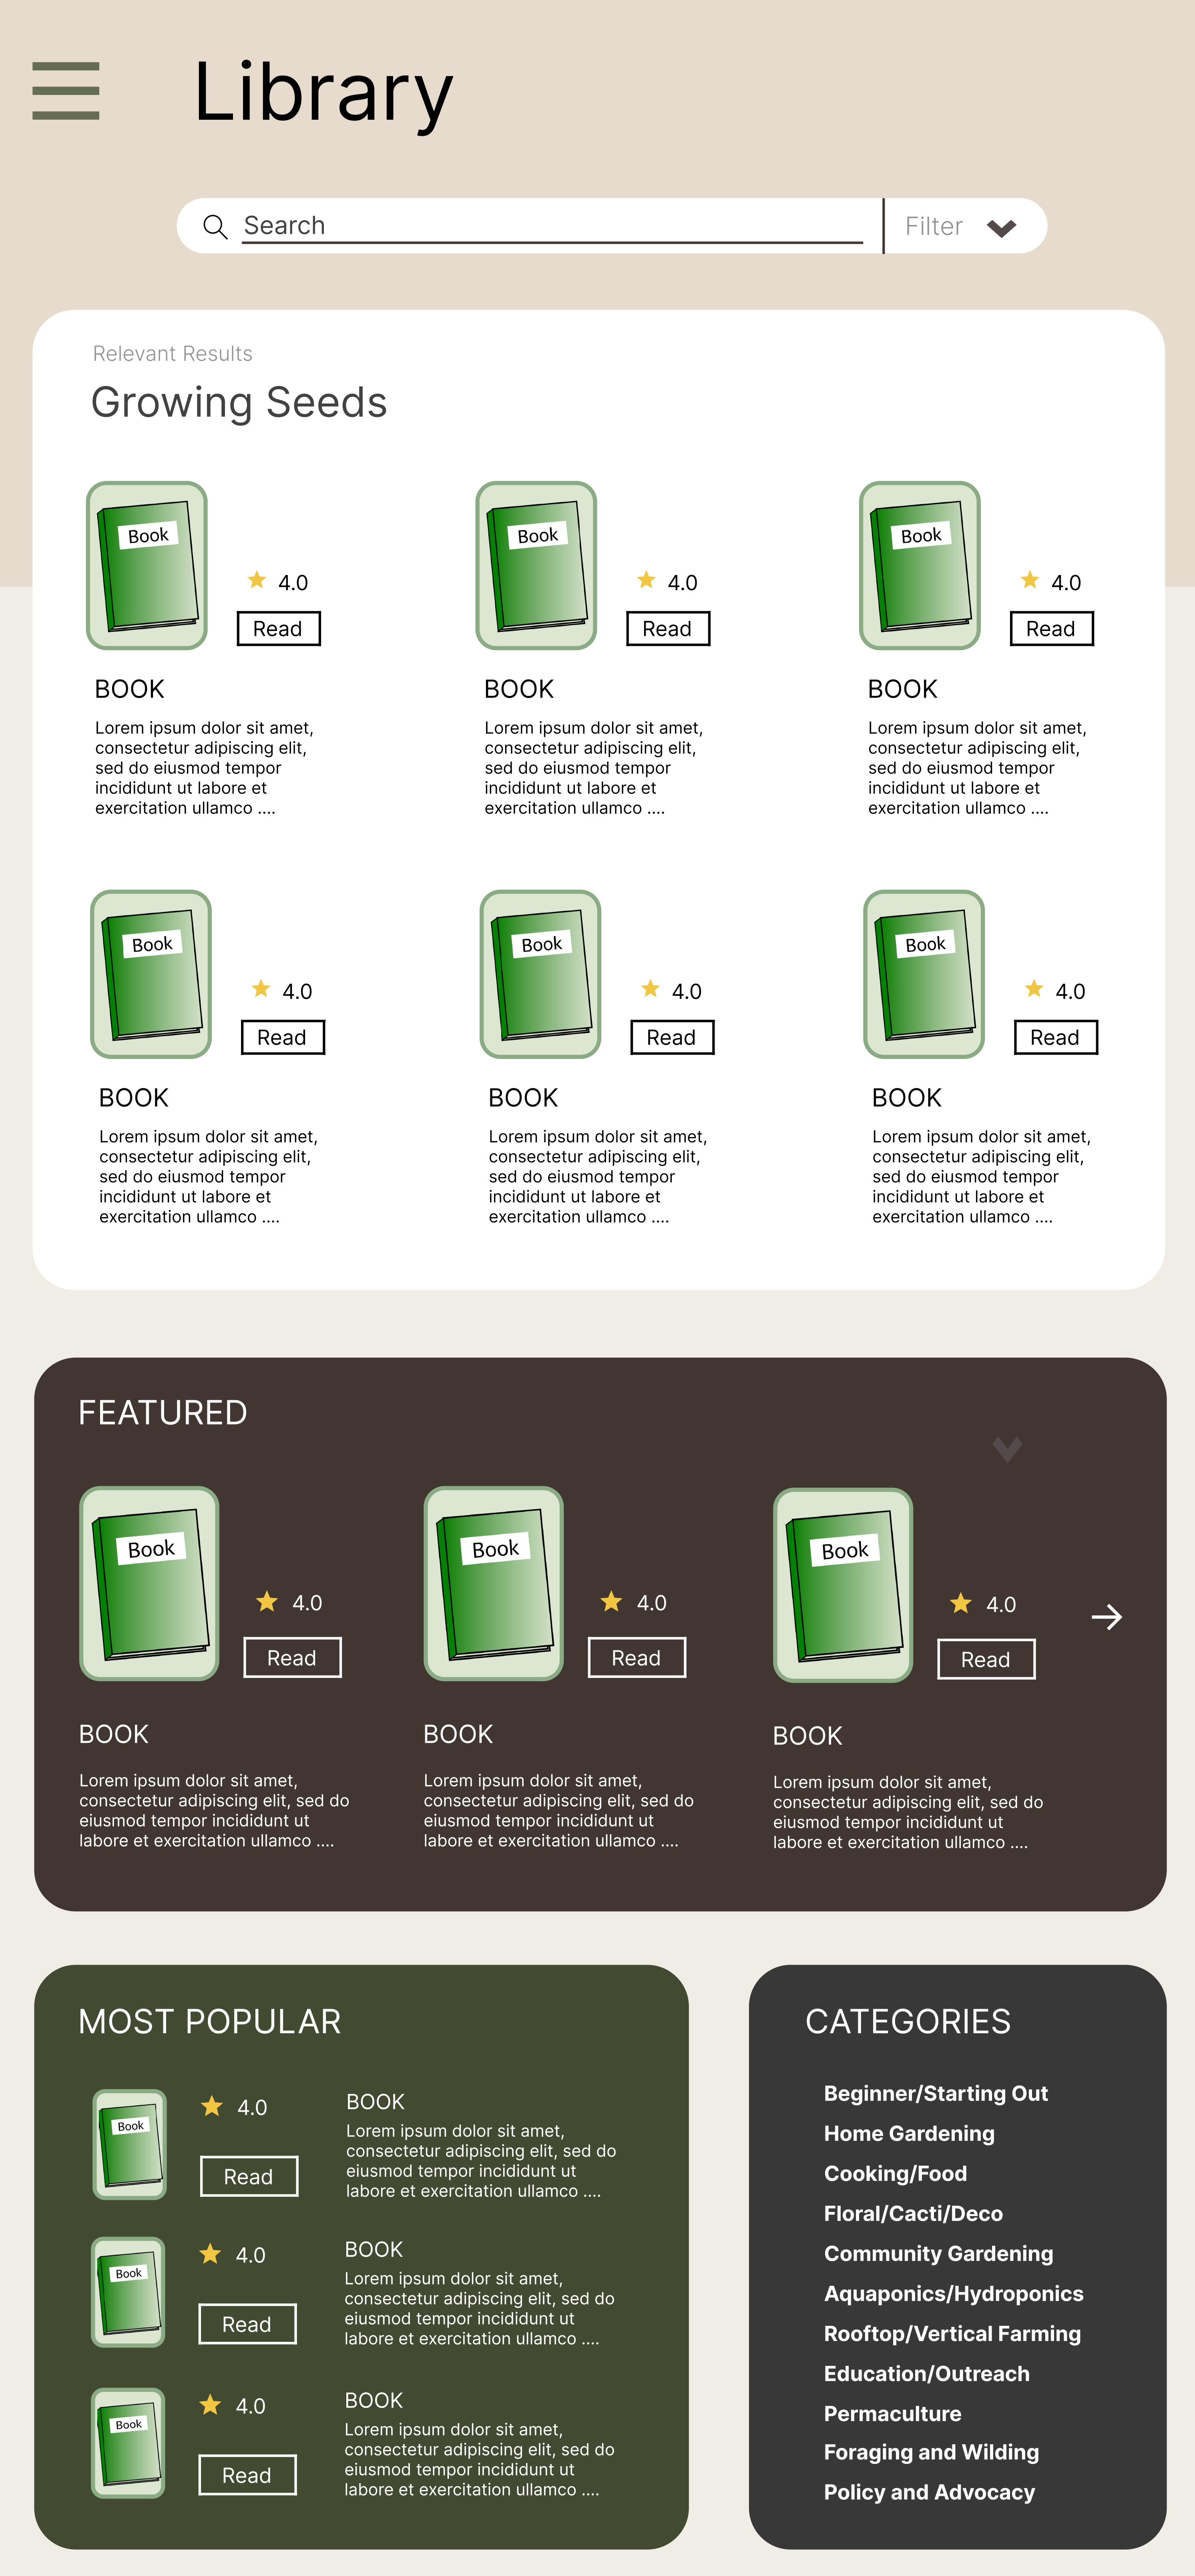 Library
Search
Filter
Relevant Results
Growing Seeds
Book
4.0
Read
BOOK
Lorem ipsum dolor sit amet,
consectetur adipiscing elit,
sed do eiusmod tempor
incididunt ut labore et
exercitation ullamco ....
Book
4.0
Read
BOOK
Lorem ipsum dolor sit amet,
consectetur adipiscing elit,
sed do eiusmod tempor
incididunt ut labore et
exercitation ullamco ....
Book
4.0
Read
BOOK
Lorem ipsum dolor sit amet,
consectetur adipiscing elit,
sed do eiusmod tempor
incididunt ut labore et
exercitation ullamco ....
Book
4.0
Read
BOOK
Lorem ipsum dolor sit amet,
consectetur adipiscing elit,
sed do eiusmod tempor
incididunt ut labore et
exercitation ullamco ....
Book
4.0
Read
BOOK
Lorem ipsum dolor sit amet,
consectetur adipiscing elit,
sed do eiusmod tempor
incididunt ut labore et
exercitation ullamco ....
Book
4.0
Read
BOOK
Lorem ipsum dolor sit amet,
consectetur adipiscing elit,
sed do eiusmod tempor
incididunt ut labore et
exercitation ullamco ....
FEATURED
Book
4.0
Read
BOOK
Lorem ipsum dolor sit amet,
consectetur adipiscing elit, sed do
eiusmod tempor incididunt ut
labore et exercitation ullamco ....
Book
4.0
Read
BOOK
Lorem ipsum dolor sit amet,
consectetur adipiscing elit, sed do
eiusmod tempor incididunt ut
labore et exercitation ullamco ....
Book
4.0
Read
BOOK
Lorem ipsum dolor sit amet,
consectetur adipiscing elit, sed do
eiusmod tempor incididunt ut
labore et exercitation ullamco ....
MOST POPULAR
Book
4.0
Read
BOOK
Lorem ipsum dolor sit amet,
consectetur adipiscing elit, sed do
eiusmod tempor incididunt ut
labore et exercitation ullamco ....
Book
4.0
Read
BOOK
Lorem ipsum dolor sit amet,
consectetur adipiscing elit, sed do
eiusmod tempor incididunt ut
labore et exercitation ullamco ....
Book
4.0
Read
BOOK
Lorem ipsum dolor sit amet,
consectetur adipiscing elit, sed do
eiusmod tempor incididunt ut
labore et exercitation ullamco ....
CATEGORIES
Beginner/Starting Out
Home Gardening
Cooking/Food
Floral/Cacti/Deco
Community Gardening
Aquaponics/Hydroponics
Rooftop/Vertical Farming
Education/Outreach
Permaculture
Foraging and Wilding
Policy and Advocacy